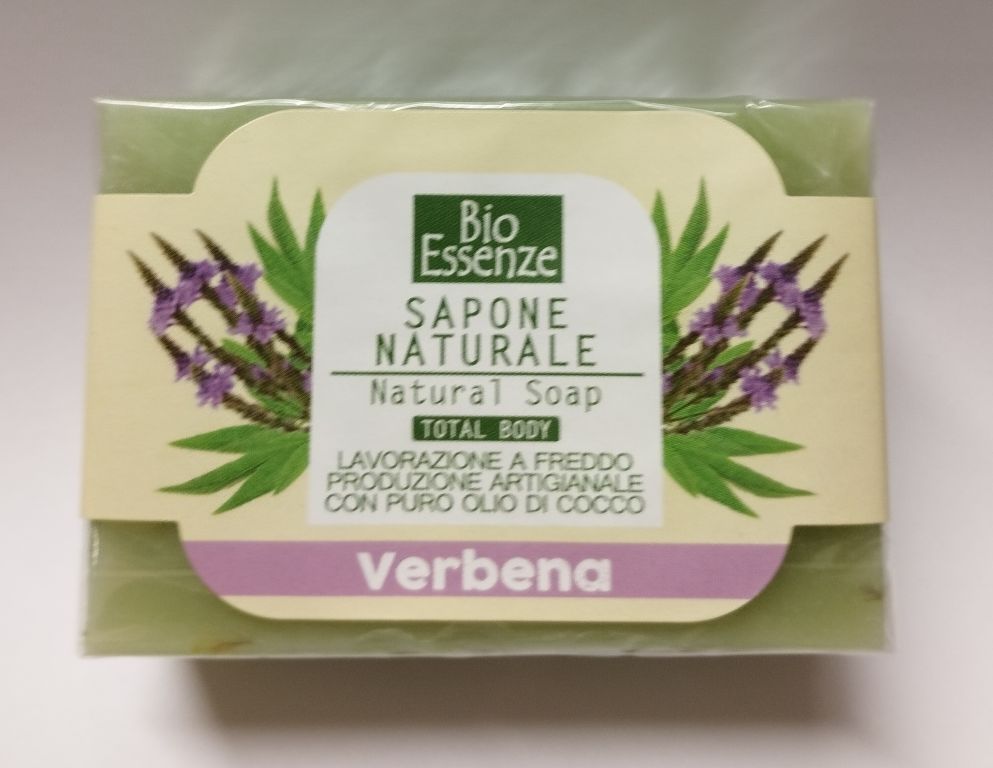 Bio
Essenze
SAPONE
NATURALE
Natural Soap
TOTAL BODY
LAVORAZIONE A FREDDO
PRODUZIONE ARTIGIANALE
CON PURO OLIO DI COCCO
Verbena